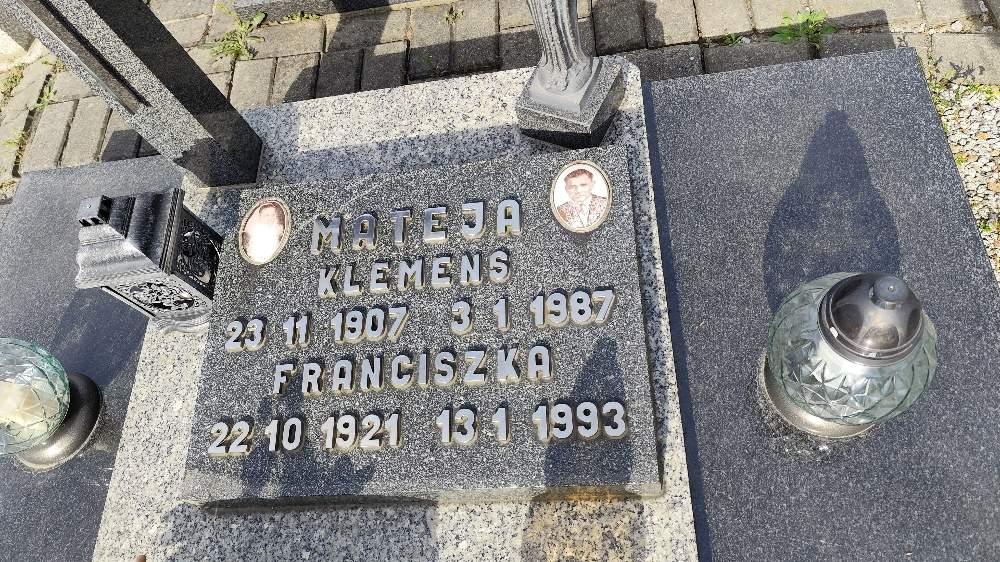 MATEJA
KLEMENS
23 11 1907 3 1 1987
FRANCISZKA
22 10 1921 13 1 1993